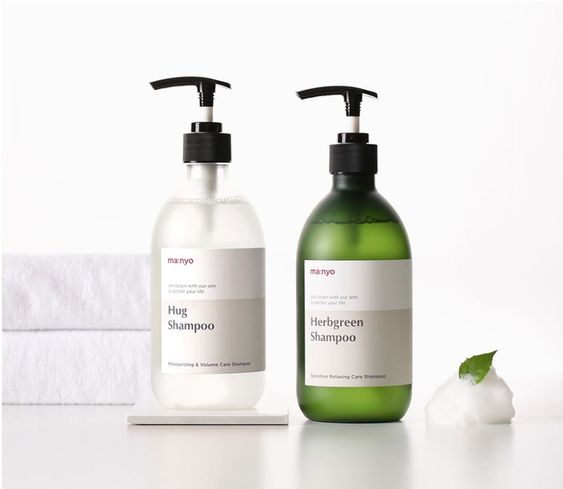 ma:nyo
We begin with our aim
to better your life
Hug
Shampoo
Moisturizing & Volume Care Shampoo
ma:nyo
We begin with our aim
to better your life
Herbgreen
Shampoo
Sensitive Relaxing Care Shampoo